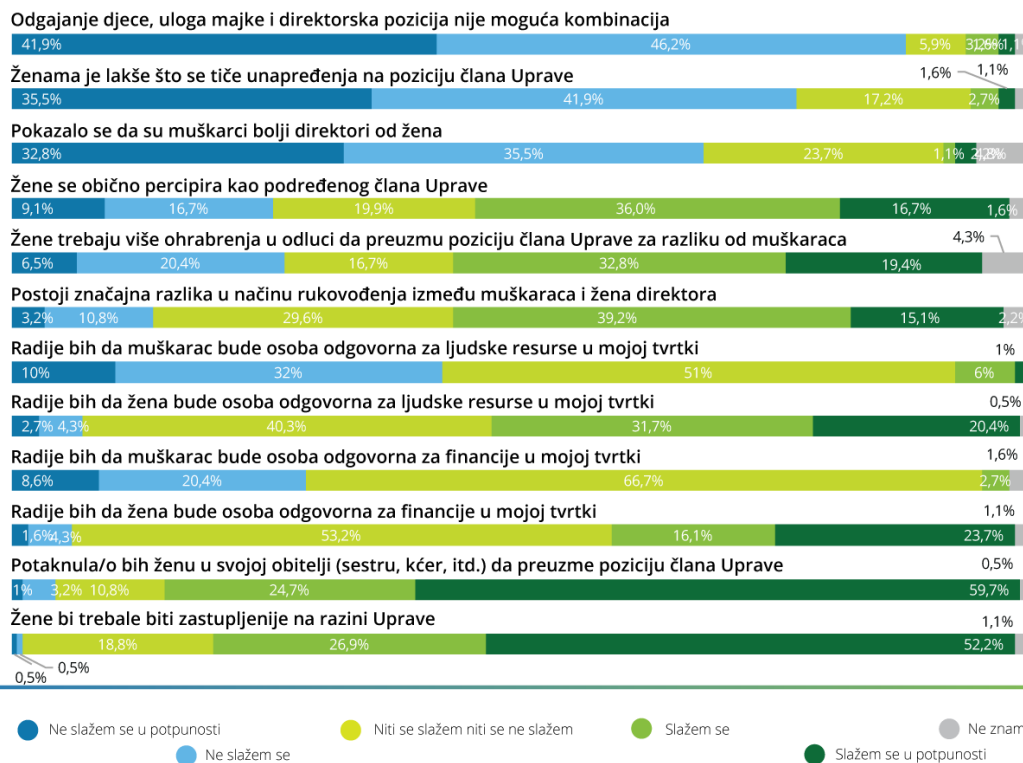 Odgajanje djece, uloga majke i direktorska pozicija nije moguća kombinacija
41,9% 46,2% 5,9%
Ženama je lakše što se tiče unapređenja na poziciju člana Uprave
1,6% 1,1%
35,5% 41,9% 17,2% 2,7%
Pokazalo se da su muškarci bolji direktori od žena
32,8% 35,5% 23,7% 1,1%
Žene se obično percipira kao podređenog člana Uprave
9,1% 16,7% 19,9% 36,0% 16,7% 1,6%
Žene trebaju više ohrabrenja u odluci da preuzmu poziciju člana Uprave za razliku od muškaraca
4,3%
6,5% 20,4% 16,7% 32,8% 19,4%
Postoji značajna razlika u načinu rukovođenja između muškaraca i žena direktora
3,2% 10,8% 29,6% 39,2% 15,1% 2,2%
Radije bih da muškarac bude osoba odgovorna za ljudske resurse u mojoj tvrtki
1%
10% 32% 51% 6%
Radije bih da žena bude osoba odgovorna za ljudske resurse u mojoj tvrtki
0,5%
2,7% 4,3% 40,3% 31,7% 20,4%
Radije bih da muškarac bude osoba odgovorna za financije u mojoj tvrtki
1,6%
8,6% 20,4% 66,7% 2,7%
Radije bih da žena bude osoba odgovorna za financije u mojoj tvrtki
1,1%
1,6% 4,3% 53,2% 16,1% 23,7%
Potaknula/o bih ženu u svojoj obitelji (sestru, kćer, itd.) da preuzme poziciju člana Uprave
0,5%
1% 3,2% 10,8% 24,7% 59,7%
Žene bi trebale biti zastupljenije na razini Uprave
1,1%
18,8% 26,9% 52,2%
0,5% 0,5%
Ne slažem se u potpunosti
Niti se slažem niti se ne slažem
Slažem se
Ne znam
Ne slažem se
Slažem se u potpunosti